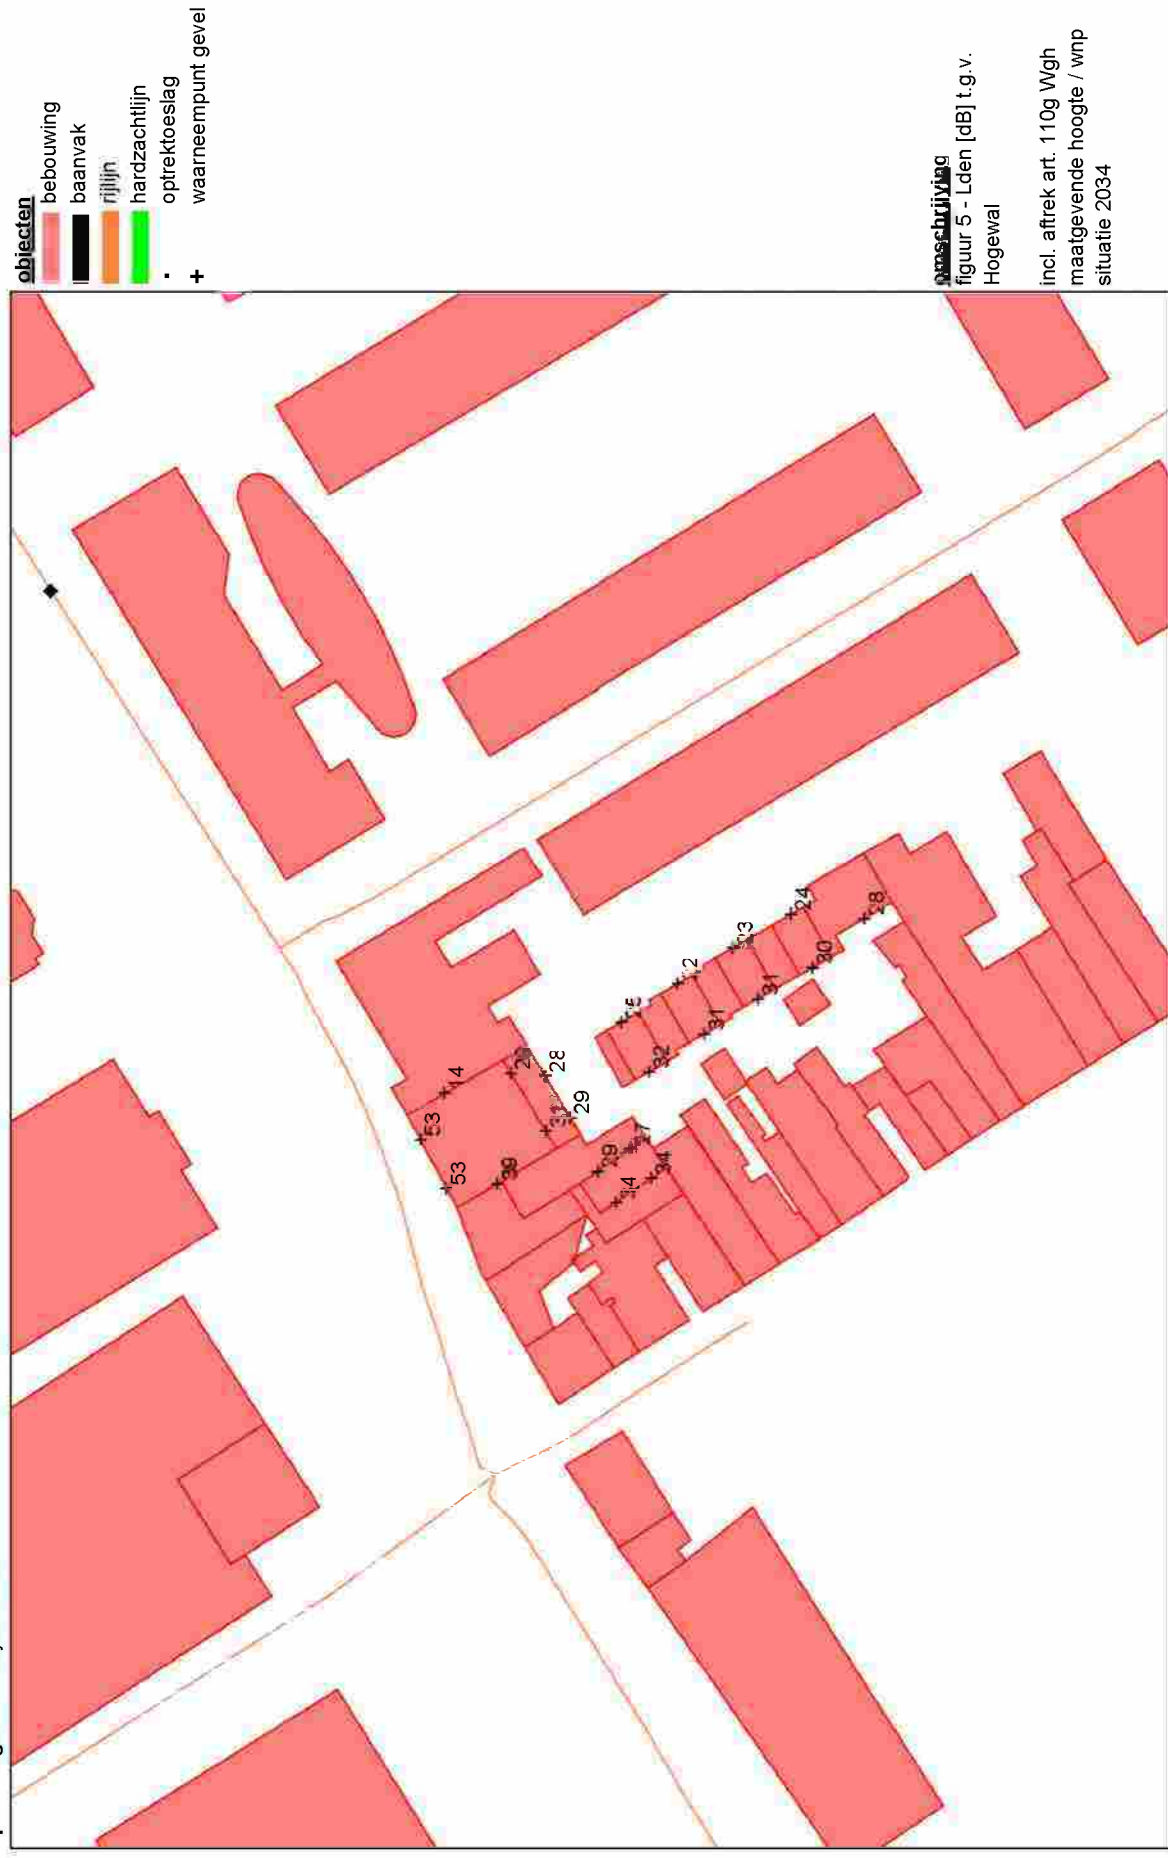 objecten
bebouwing
baanvak
rijlijn
hardzachtlijn
optrektoeslag
waarneempunt gevel
omschrijving
figuur 5 - Lden [dB] t.g.v.
Hogewal
incl. aftrek art. 110g Wgh
maatgevende hoogte / wnp
situatie 2034
53
53
14
39
28
29
29
34
32
31
31
30
28
24